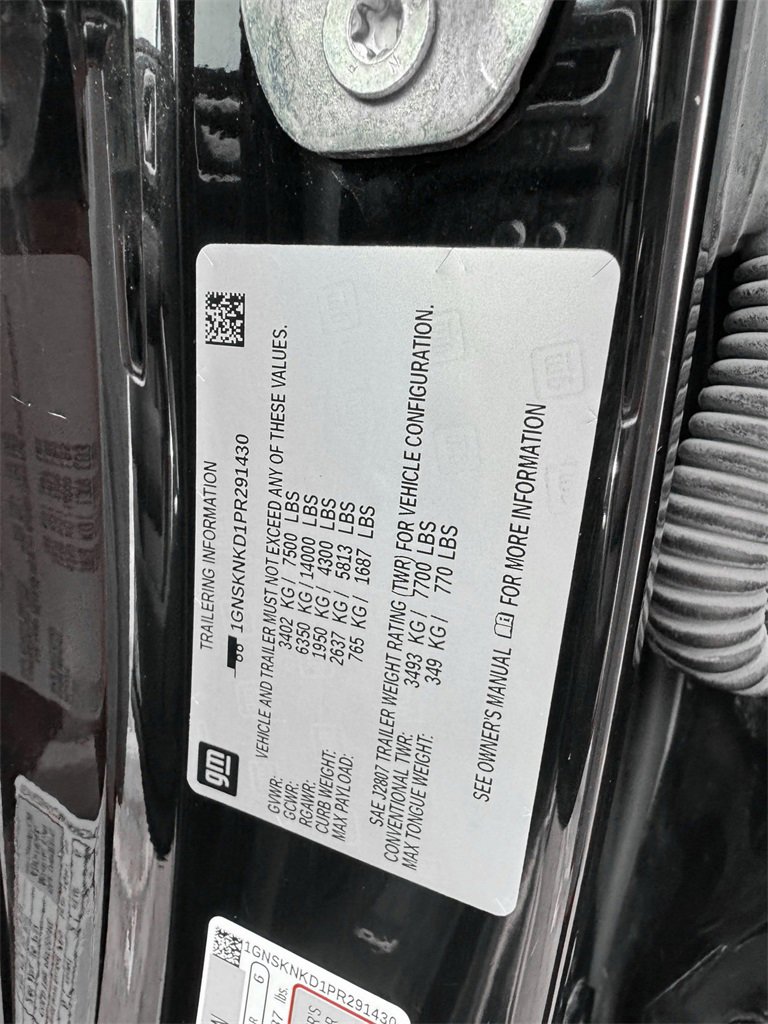 gm
TRAILERING INFORMATION
1GNSKNKD1PR291430
VEHICLE AND TRAILER MUST NOT EXCEED ANY OF THESE VALUES.
GVWR: 3402 KG / 7500 LBS
GCWR: 6350 KG / 14000 LBS
RGAWR: 1950 KG / 4300 LBS
CURB WEIGHT: 2637 KG / 5813 LBS
MAX PAYLOAD: 765 KG / 1687 LBS
SAE J2807 TRAILER WEIGHT RATING (TWR) FOR VEHICLE CONFIGURATION.
CONVENTIONAL TWR: 3493 KG / 7700 LBS
MAX TONGUE WEIGHT: 349 KG / 770 LBS
SEE OWNER'S MANUAL FOR MORE INFORMATION
1GNSKNKD1PR291430
G
lbs.